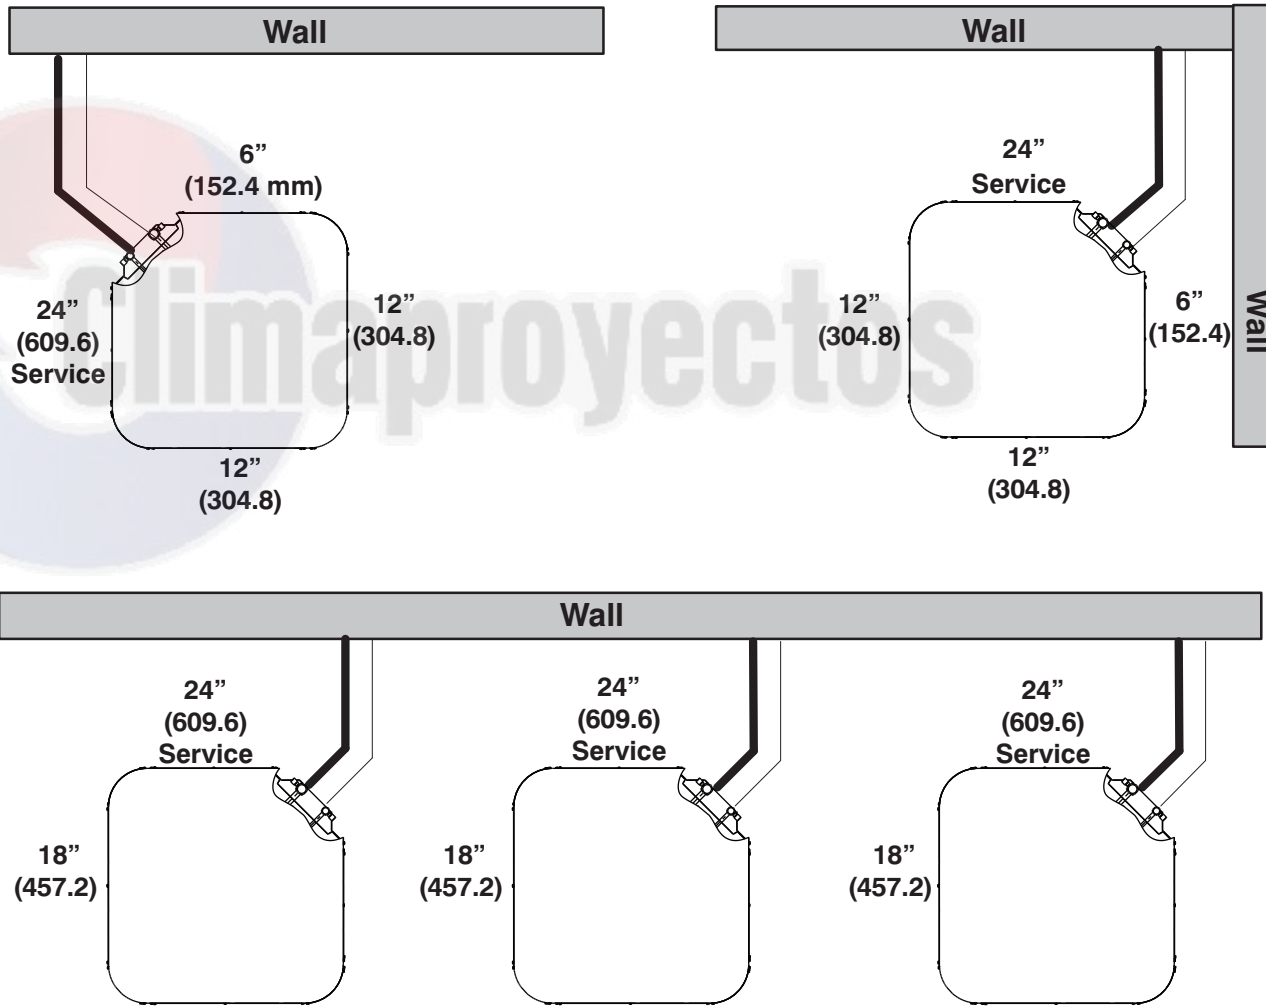 Wall
6”
(152.4 mm)
24”
(609.6)
Service
12”
(304.8)
12”
(304.8)
Wall
24”
Service
12”
(304.8)
6”
(152.4)
Wall
12”
(304.8)
Climaproyectos
Wall
24”
(609.6)
Service
18”
(457.2)
24”
(609.6)
Service
18”
(457.2)
24”
(609.6)
Service
18”
(457.2)